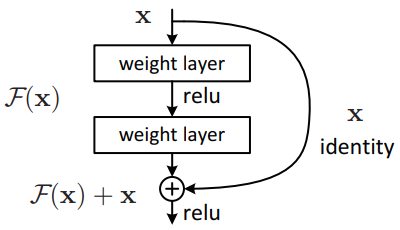 x
weight layer
F(x)
relu
x
weight layer
identity
F(x) + x
+
relu